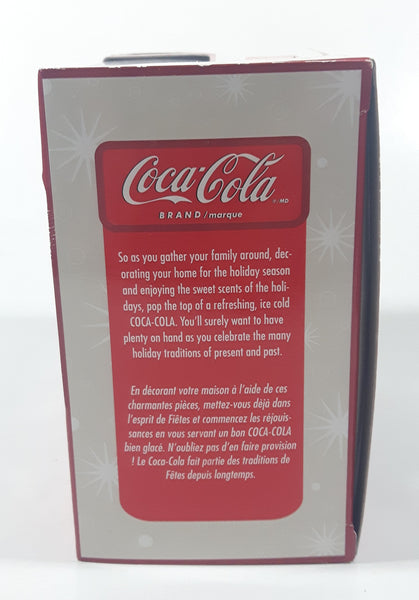 Coca-Cola
®/MD
BRAND/marque
So as you gather your family around, dec-
orating your home for the holiday season
and enjoying the sweet scents of the holi-
days, pop the top of a refreshing, ice cold
COCA-COLA. You'll surely want to have
plenty on hand as you celebrate the many
holiday traditions of present and past.
En décorant votre maison à l'aide de ces
charmantes pièces, mettez-vous déjà dans
l'esprit de Fiêtes et commencez les réjouis-
sances en vous servant un bon COCA-COLA
bien glacé. N'oubliez pas d'en faire provision
! Le Coca-Cola fait partie des traditions de
Fêtes depuis longtemps.